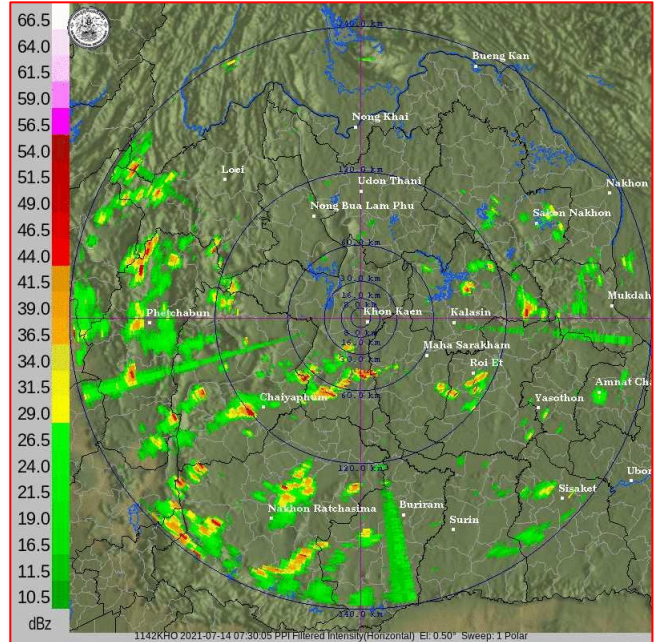 66.5
64.0
61.5
59.0
56.5
54.0
51.5
49.0
46.5
44.0
41.5
39.0
36.5
34.0
31.5
29.0
26.5
24.0
21.5
19.0
16.5
13.5
10.5
dBz
Bueng Kan
Nong Khai
Loei
Udon Thani
Nakhon
Nong Bua Lam Phu
Sakon Nakhon
Mukdah
Phetchabun
Khon Kaen
Kalasin
Maha Sarakham
Roi Et
Chaiyaphum
Yasothon
Amnat Cha
120.0 km
Ubon
Sisaket
Nakhon Ratchasima
Buriram
Surin
1142KHO 2021-07-14 07:30:05 PPI Filtered Intensity(Horizontal) El: 0.50° Sweep: 1 Polar